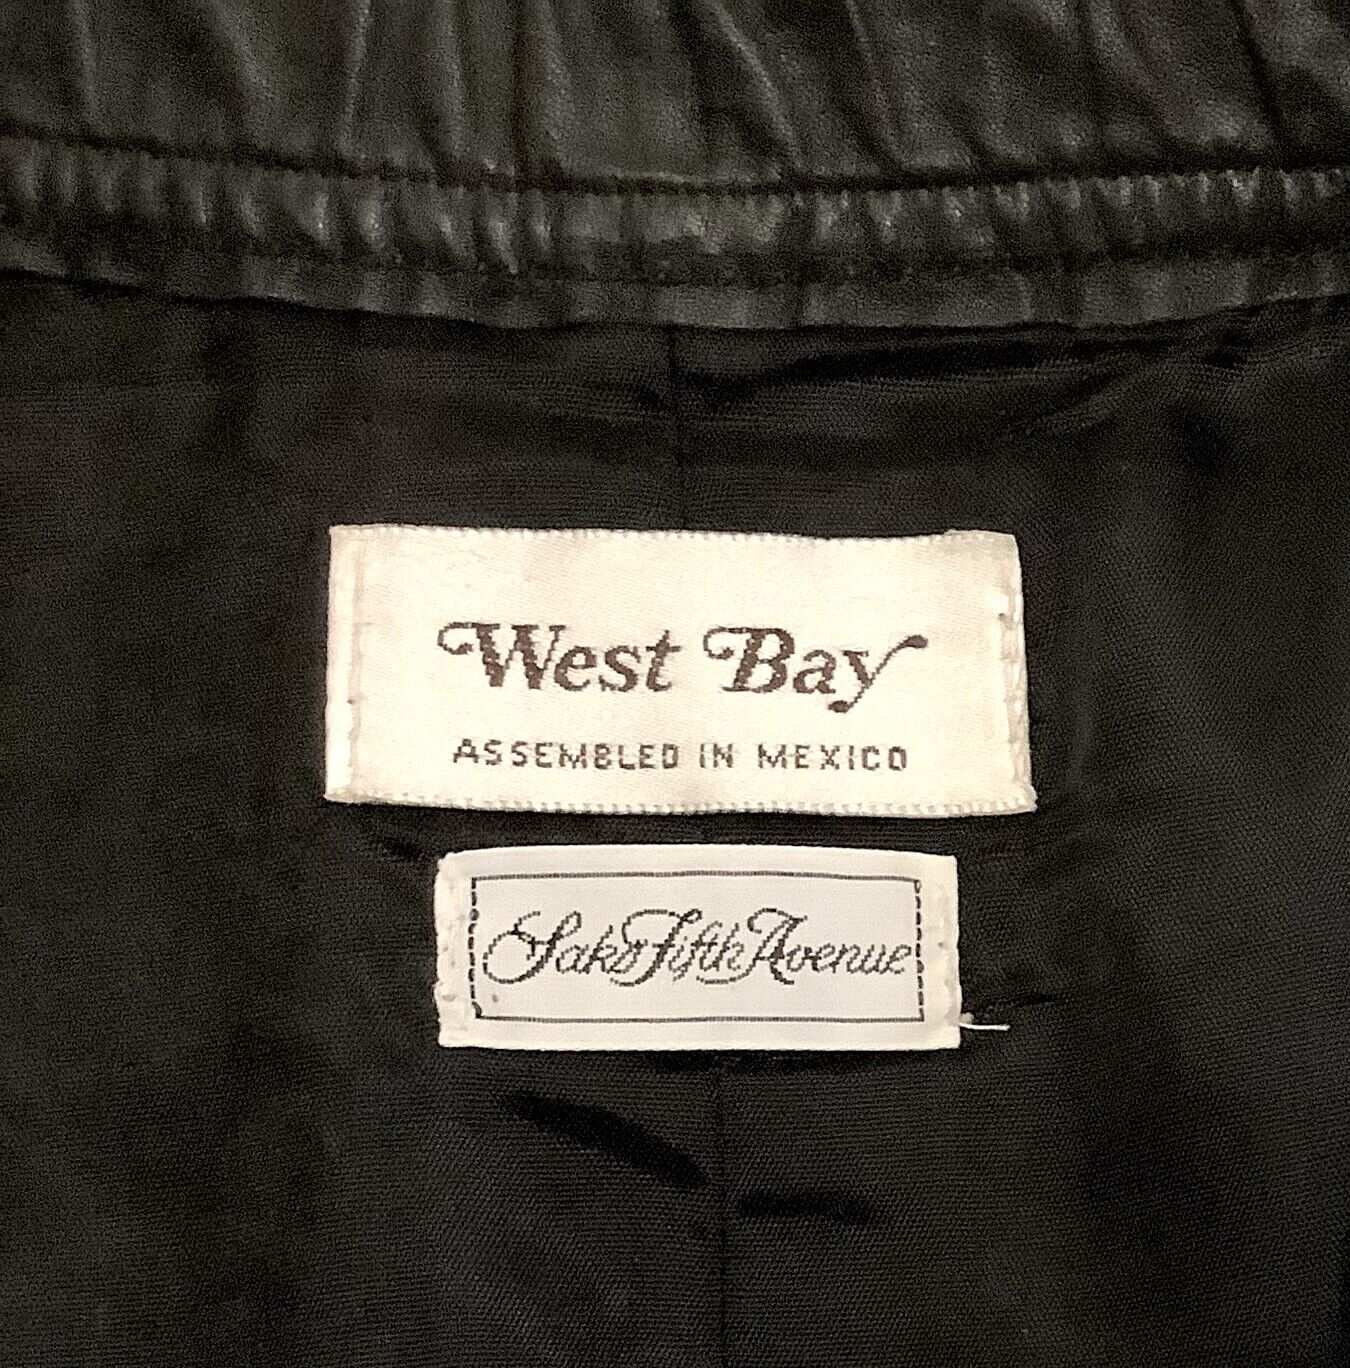 West Bay
ASSEMBLED IN MEXICO
Saks Fifth Avenue